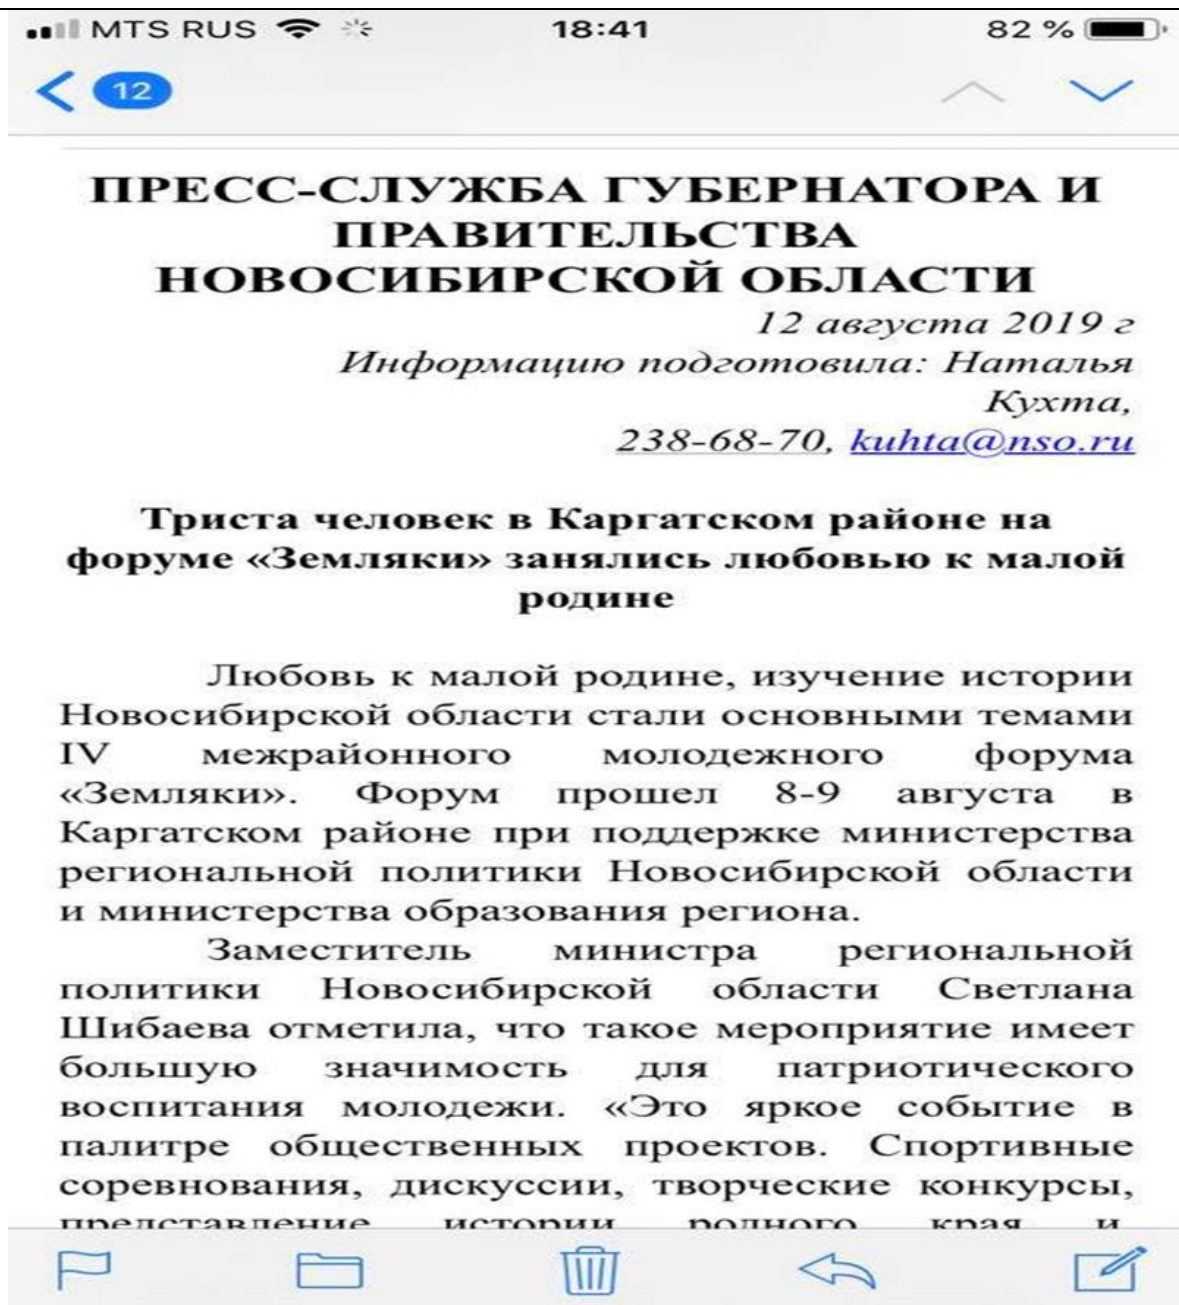 MTS RUS 18:41 82 %
12
ПРЕСС-СЛУЖБА ГУБЕРНАТОРА И
ПРАВИТЕЛЬСТВА
НОВОСИБИРСКОЙ ОБЛАСТИ
12 августа 2019 г
Информацию подготовила: Наталья
Кухта,
238-68-70, kuhta@nso.ru
Триста человек в Каргатском районе на
форуме «Земляки» занялись любовью к малой
родине
Любовь к малой родине, изучение истории
Новосибирской области стали основными темами
IV межрайонного молодежного форума
«Земляки». Форум прошел 8-9 августа в
Каргатском районе при поддержке министерства
региональной политики Новосибирской области
и министерства образования региона.
Заместитель министра региональной
политики Новосибирской области Светлана
Шибаева отметила, что такое мероприятие имеет
большую значимость для патриотического
воспитания молодежи. «Это яркое событие в
палитре общественных проектов. Спортивные
соревнования, дискуссии, творческие конкурсы,
представление истории родного края и